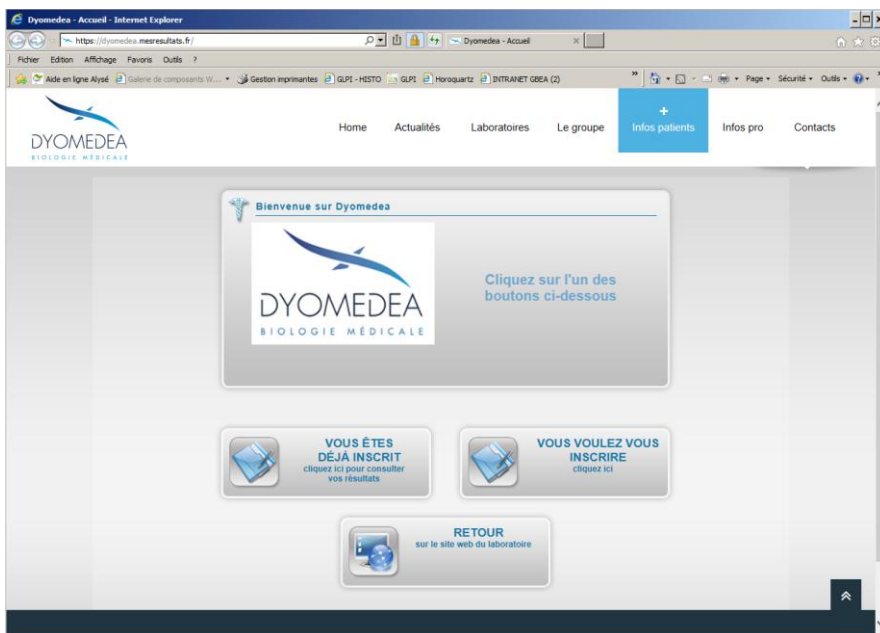 Dyomedea - Accueil - Internet Explorer
https://dyomedea.mesresultats.fr/
Dyomedea - Accueil
Fichier Edition Affichage Favoris Outils ?
Aide en ligne Alysé Galerie de composants W... Gestion imprimantes GLPI - HISTO GLPI Horoquartz INTRANET GBEA (2) » Page Sécurité Outils
DYOMEDEA
BIOLOGIE MÉDICALE
Home Actualités Laboratoires Le groupe + Infos patients Infos pro Contacts
Bienvenue sur Dyomedea
DYOMEDEA
BIOLOGIE MÉDICALE
Cliquez sur l'un des
boutons ci-dessous
VOUS ÊTES
DÉJÀ INSCRIT
cliquez ici pour consulter
vos résultats
VOUS VOULEZ VOUS
INSCRIRE
cliquez ici
RETOUR
sur le site web du laboratoire